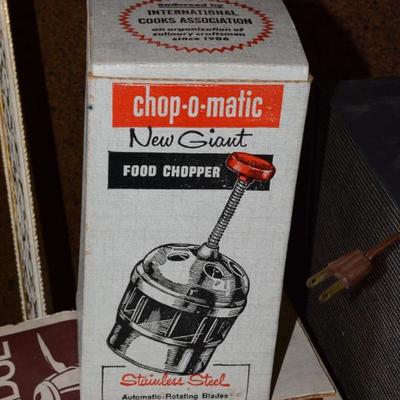 Endorsed by
INTERNATIONAL
COOKS ASSOCIATION
an organization of
culinary craftsman
since 1906
chop-o-matic
New Giant
FOOD CHOPPER
Stainless Steel
Automatic-Rotating Blades